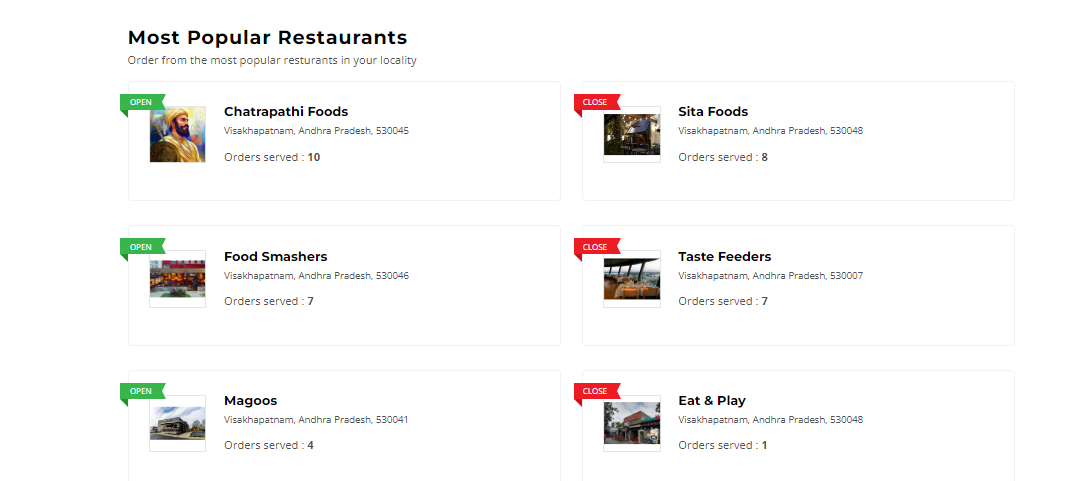 Most Popular Restaurants
Order from the most popular resturants in your locality
OPEN
Chatrapathi Foods
Visakhapatnam, Andhra Pradesh, 530045
Orders served : 10
CLOSE
Sita Foods
Visakhapatnam, Andhra Pradesh, 530048
Orders served : 8
OPEN
Food Smashers
Visakhapatnam, Andhra Pradesh, 530046
Orders served : 7
CLOSE
Taste Feeders
Visakhapatnam, Andhra Pradesh, 530007
Orders served : 7
OPEN
Magoos
Visakhapatnam, Andhra Pradesh, 530041
Orders served : 4
CLOSE
Eat & Play
Visakhapatnam, Andhra Pradesh, 530048
Orders served : 1